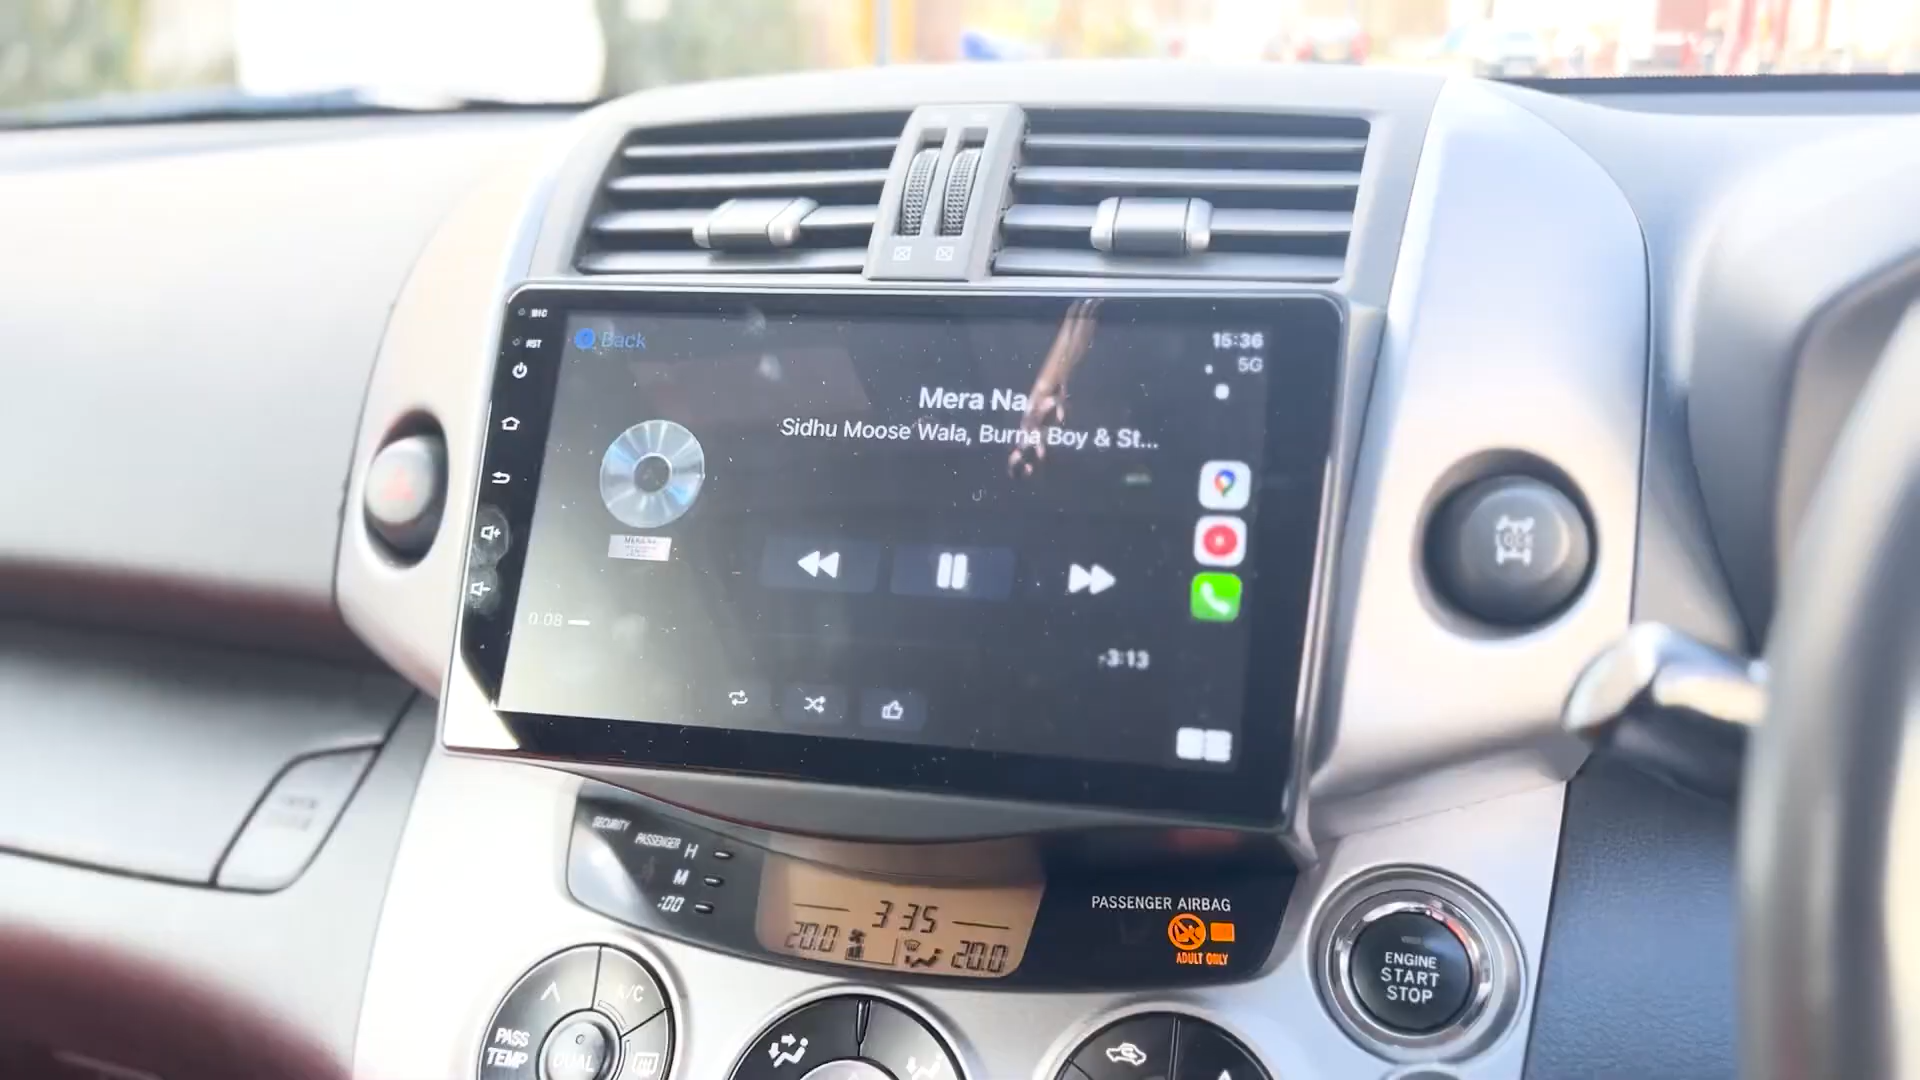 MIC
RST
Back
15:36
5G
Mera Na
Sidhu Moose Wala, Burna Boy & St...
0:08
-3:13
SECURITY
PASSENGER
H
M
:00
3 35
20.0
20.0
PASSENGER AIRBAG
ADULT ONLY
ENGINE
START
STOP
A/C
PASS
TEMP
DUAL